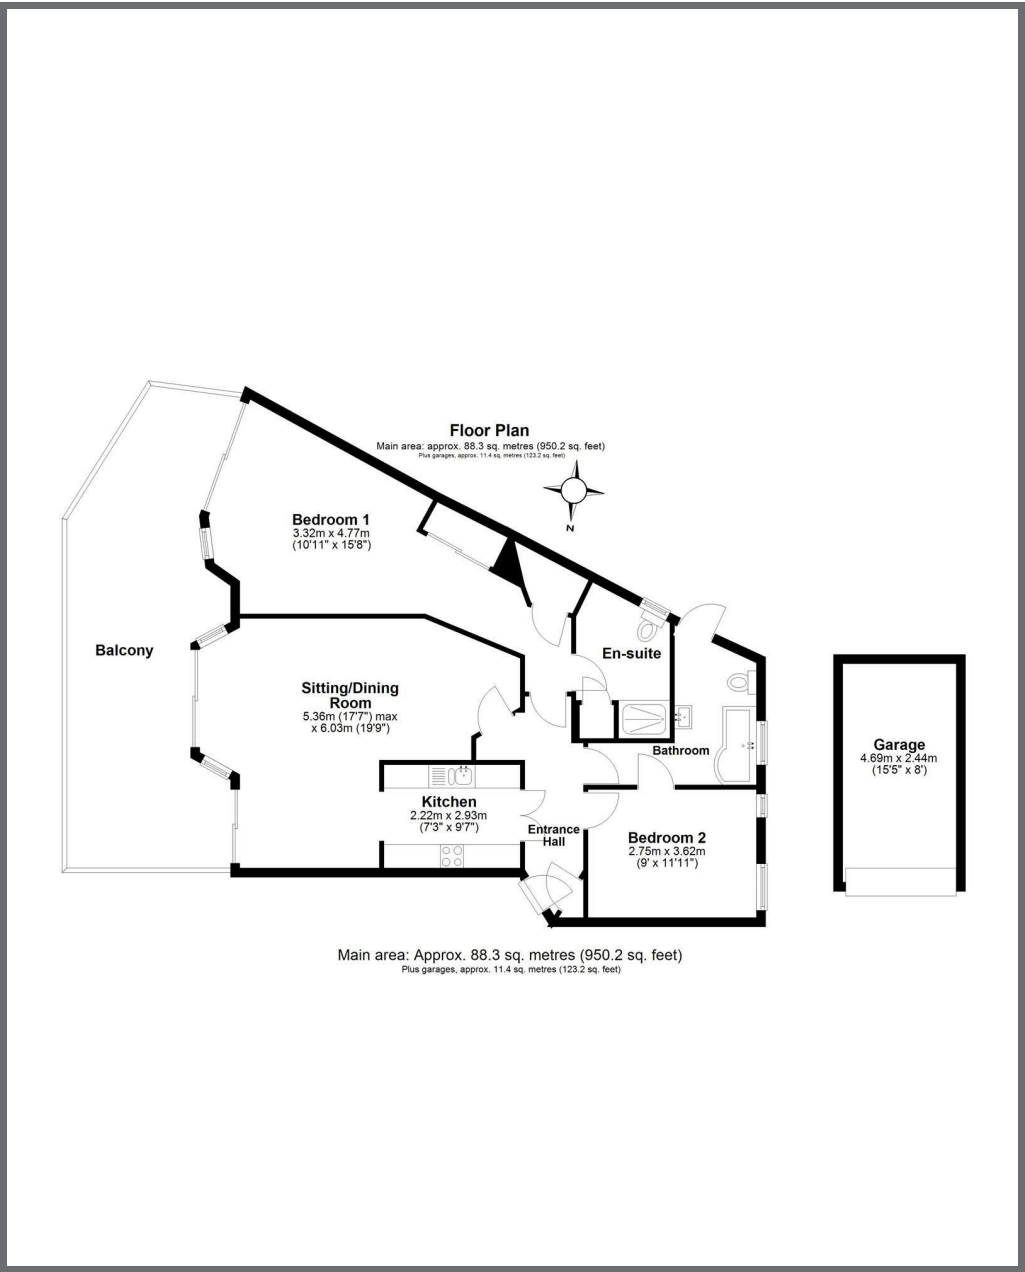 Floor Plan
Main area: approx. 88.3 sq. metres (950.2 sq. feet)
Plus garages, approx. 11.4 sq. metres (123.2 sq. feet)
N
Bedroom 1
3.32m x 4.77m
(10'11" x 15'8")
Balcony
En-suite
Sitting/Dining
Room
5.36m (17'7") max
x 6.03m (19'9")
Bathroom
Garage
4.69m x 2.44m
(15'5" x 8')
Kitchen
2.22m x 2.93m
(7'3" x 9'7")
Entrance
Hall
Bedroom 2
2.75m x 3.62m
(9' x 11'11")
Main area: Approx. 88.3 sq. metres (950.2 sq. feet)
Plus garages, approx. 11.4 sq. metres (123.2 sq. feet)